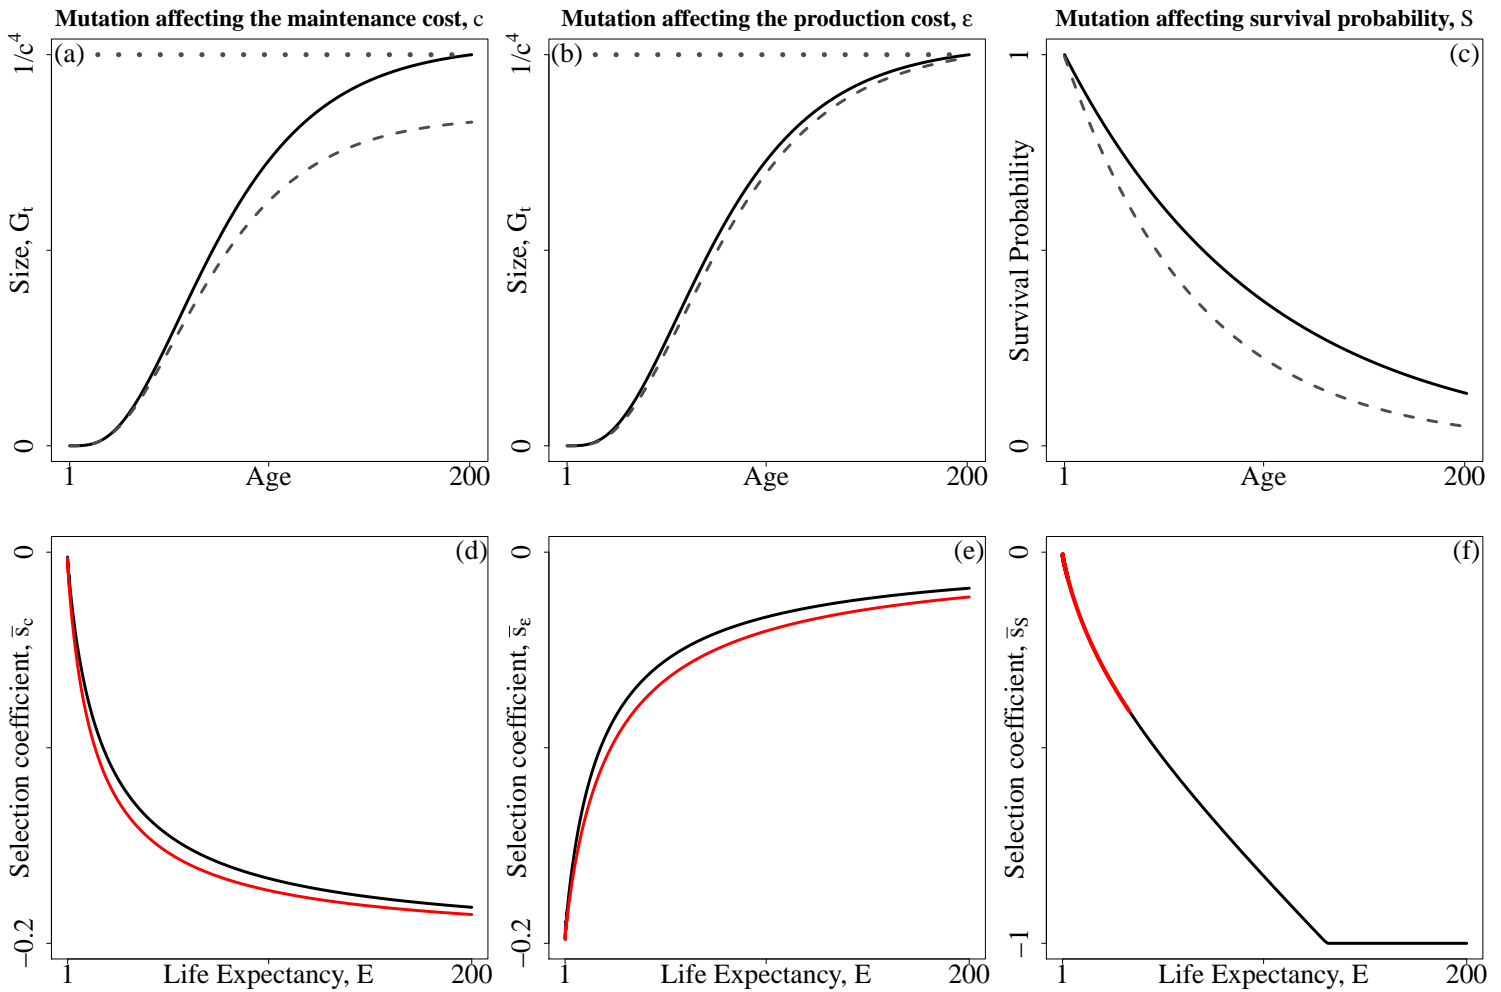 Mutation affecting the maintenance cost, c
Mutation affecting the production cost, ε
Mutation affecting survival probability, S
(a)
1/c⁴
0
Size, Gₜ
1
Age
200
(b)
1/c⁴
0
Size, Gₜ
1
Age
200
(c)
1
0
Survival Probability
1
Age
200
(d)
0
−0.2
Selection coefficient, s̅c
1
Life Expectancy, E
200
(e)
0
−0.2
Selection coefficient, s̅ε
1
Life Expectancy, E
200
(f)
0
−1
Selection coefficient, s̅S
1
Life Expectancy, E
200